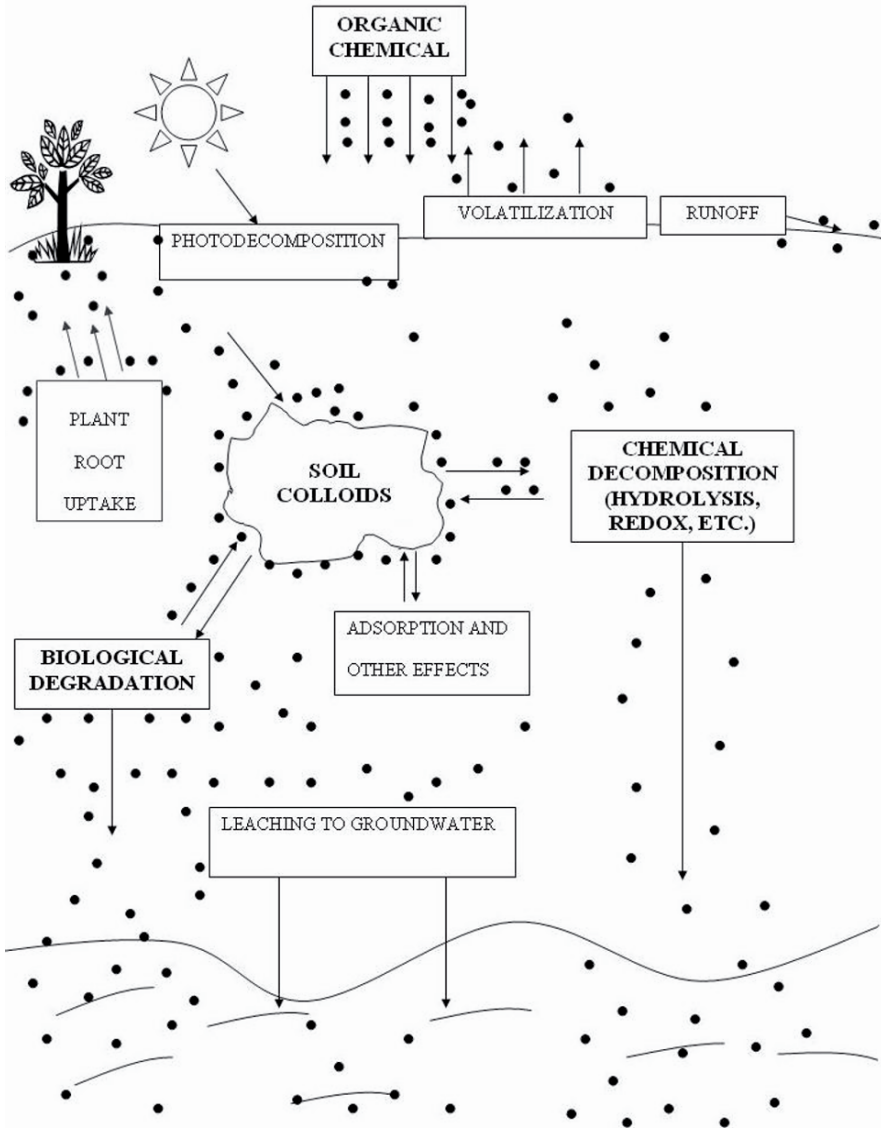 ORGANIC
CHEMICAL
VOLATILIZATION
RUNOFF
PHOTODECOMPOSITION
PLANT
ROOT
UPTAKE
SOIL
COLLOIDS
CHEMICAL
DECOMPOSITION
(HYDROLYSIS,
REDOX, ETC.)
ADSORPTION AND
OTHER EFFECTS
BIOLOGICAL
DEGRADATION
LEACHING TO GROUNDWATER